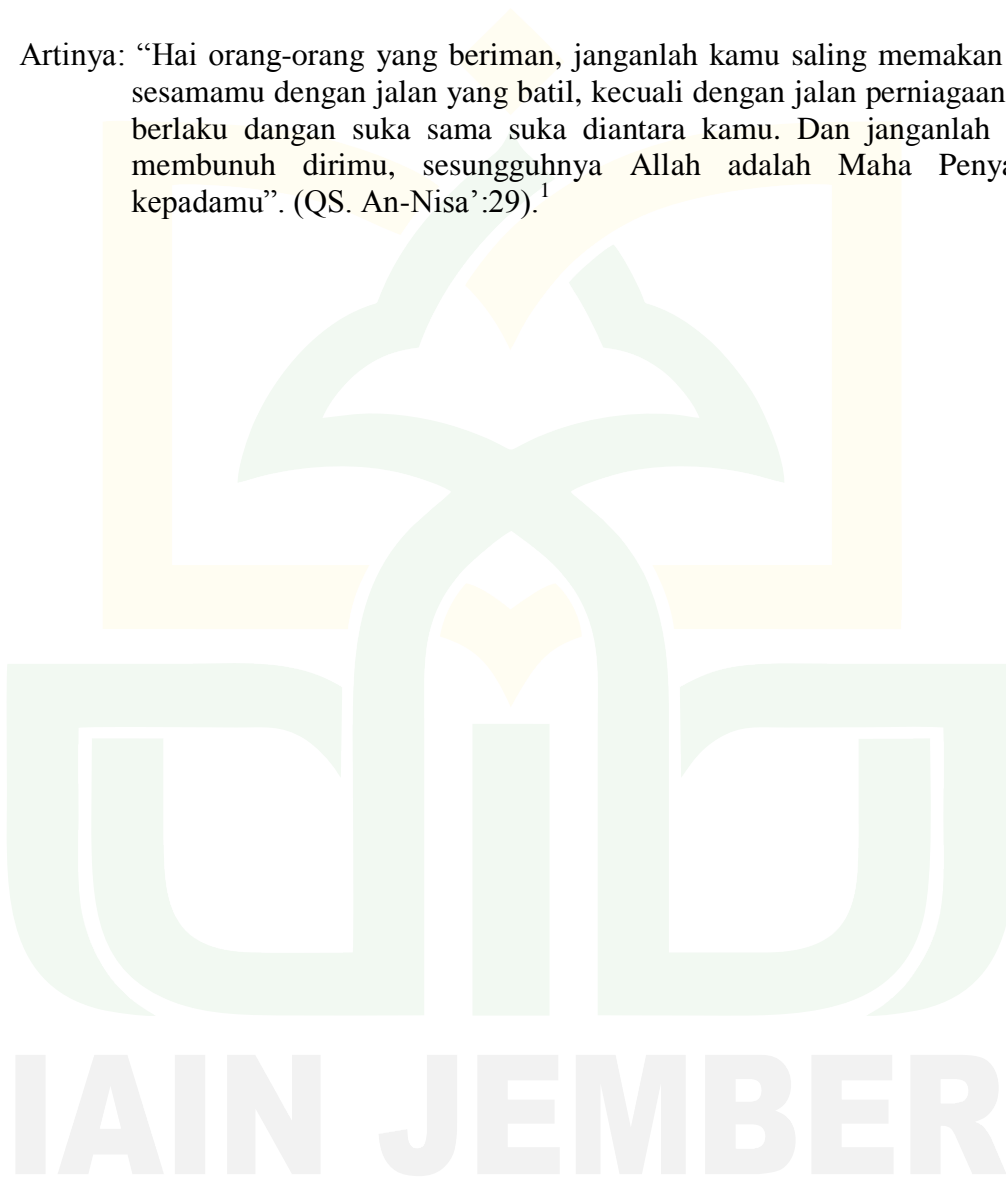 Artinya: “Hai orang-orang yang beriman, janganlah kamu saling memakan
sesamamu dengan jalan yang batil, kecuali dengan jalan perniagaan
berlaku dangan suka sama suka diantara kamu. Dan janganlah
membunuh dirimu, sesungguhnya Allah adalah Maha
kepadamu”. (QS. An-Nisa’:29).1
IAIN JEMBER